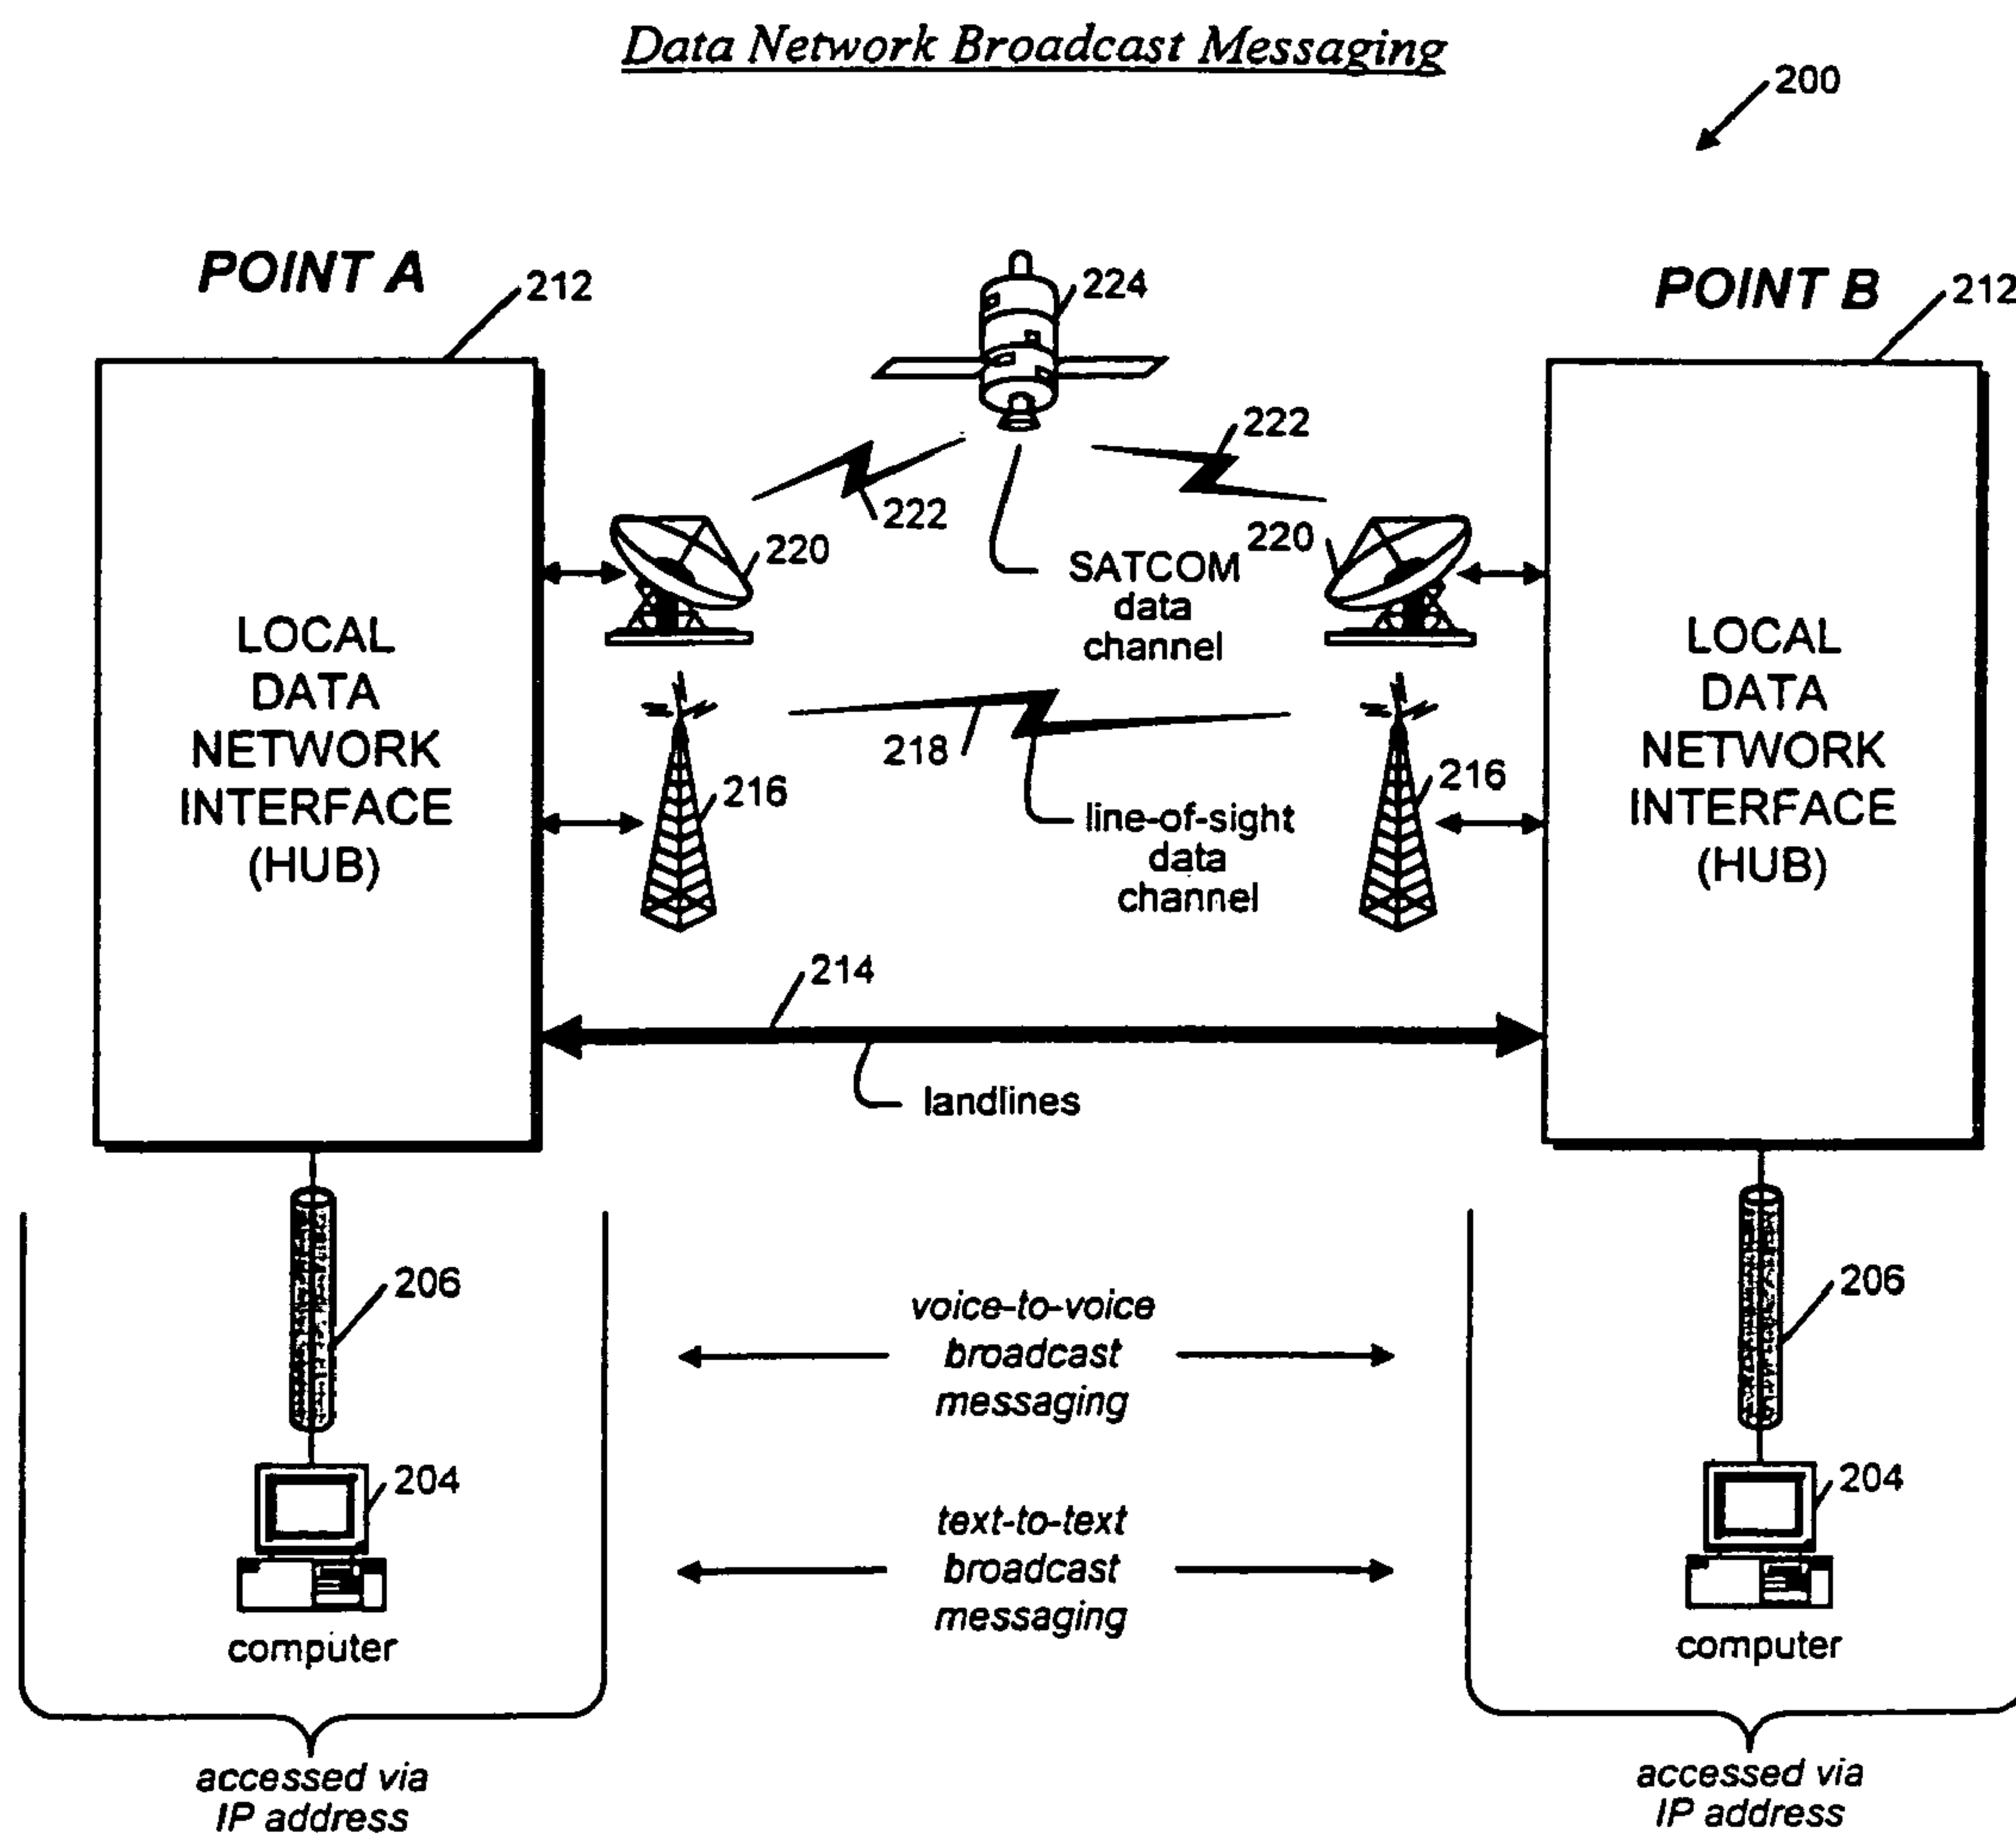 Data Network Broadcast Messaging
200
POINT A
212
224
POINT B
212
222
222
220
220
SATCOM
data
channel
LOCAL
DATA
NETWORK
INTERFACE
(HUB)
LOCAL
DATA
NETWORK
INTERFACE
(HUB)
218
216
216
line-of-sight
data
channel
214
landlines
206
206
voice-to-voice
broadcast
messaging
204
204
text-to-text
broadcast
messaging
computer
computer
accessed via
IP address
accessed via
IP address